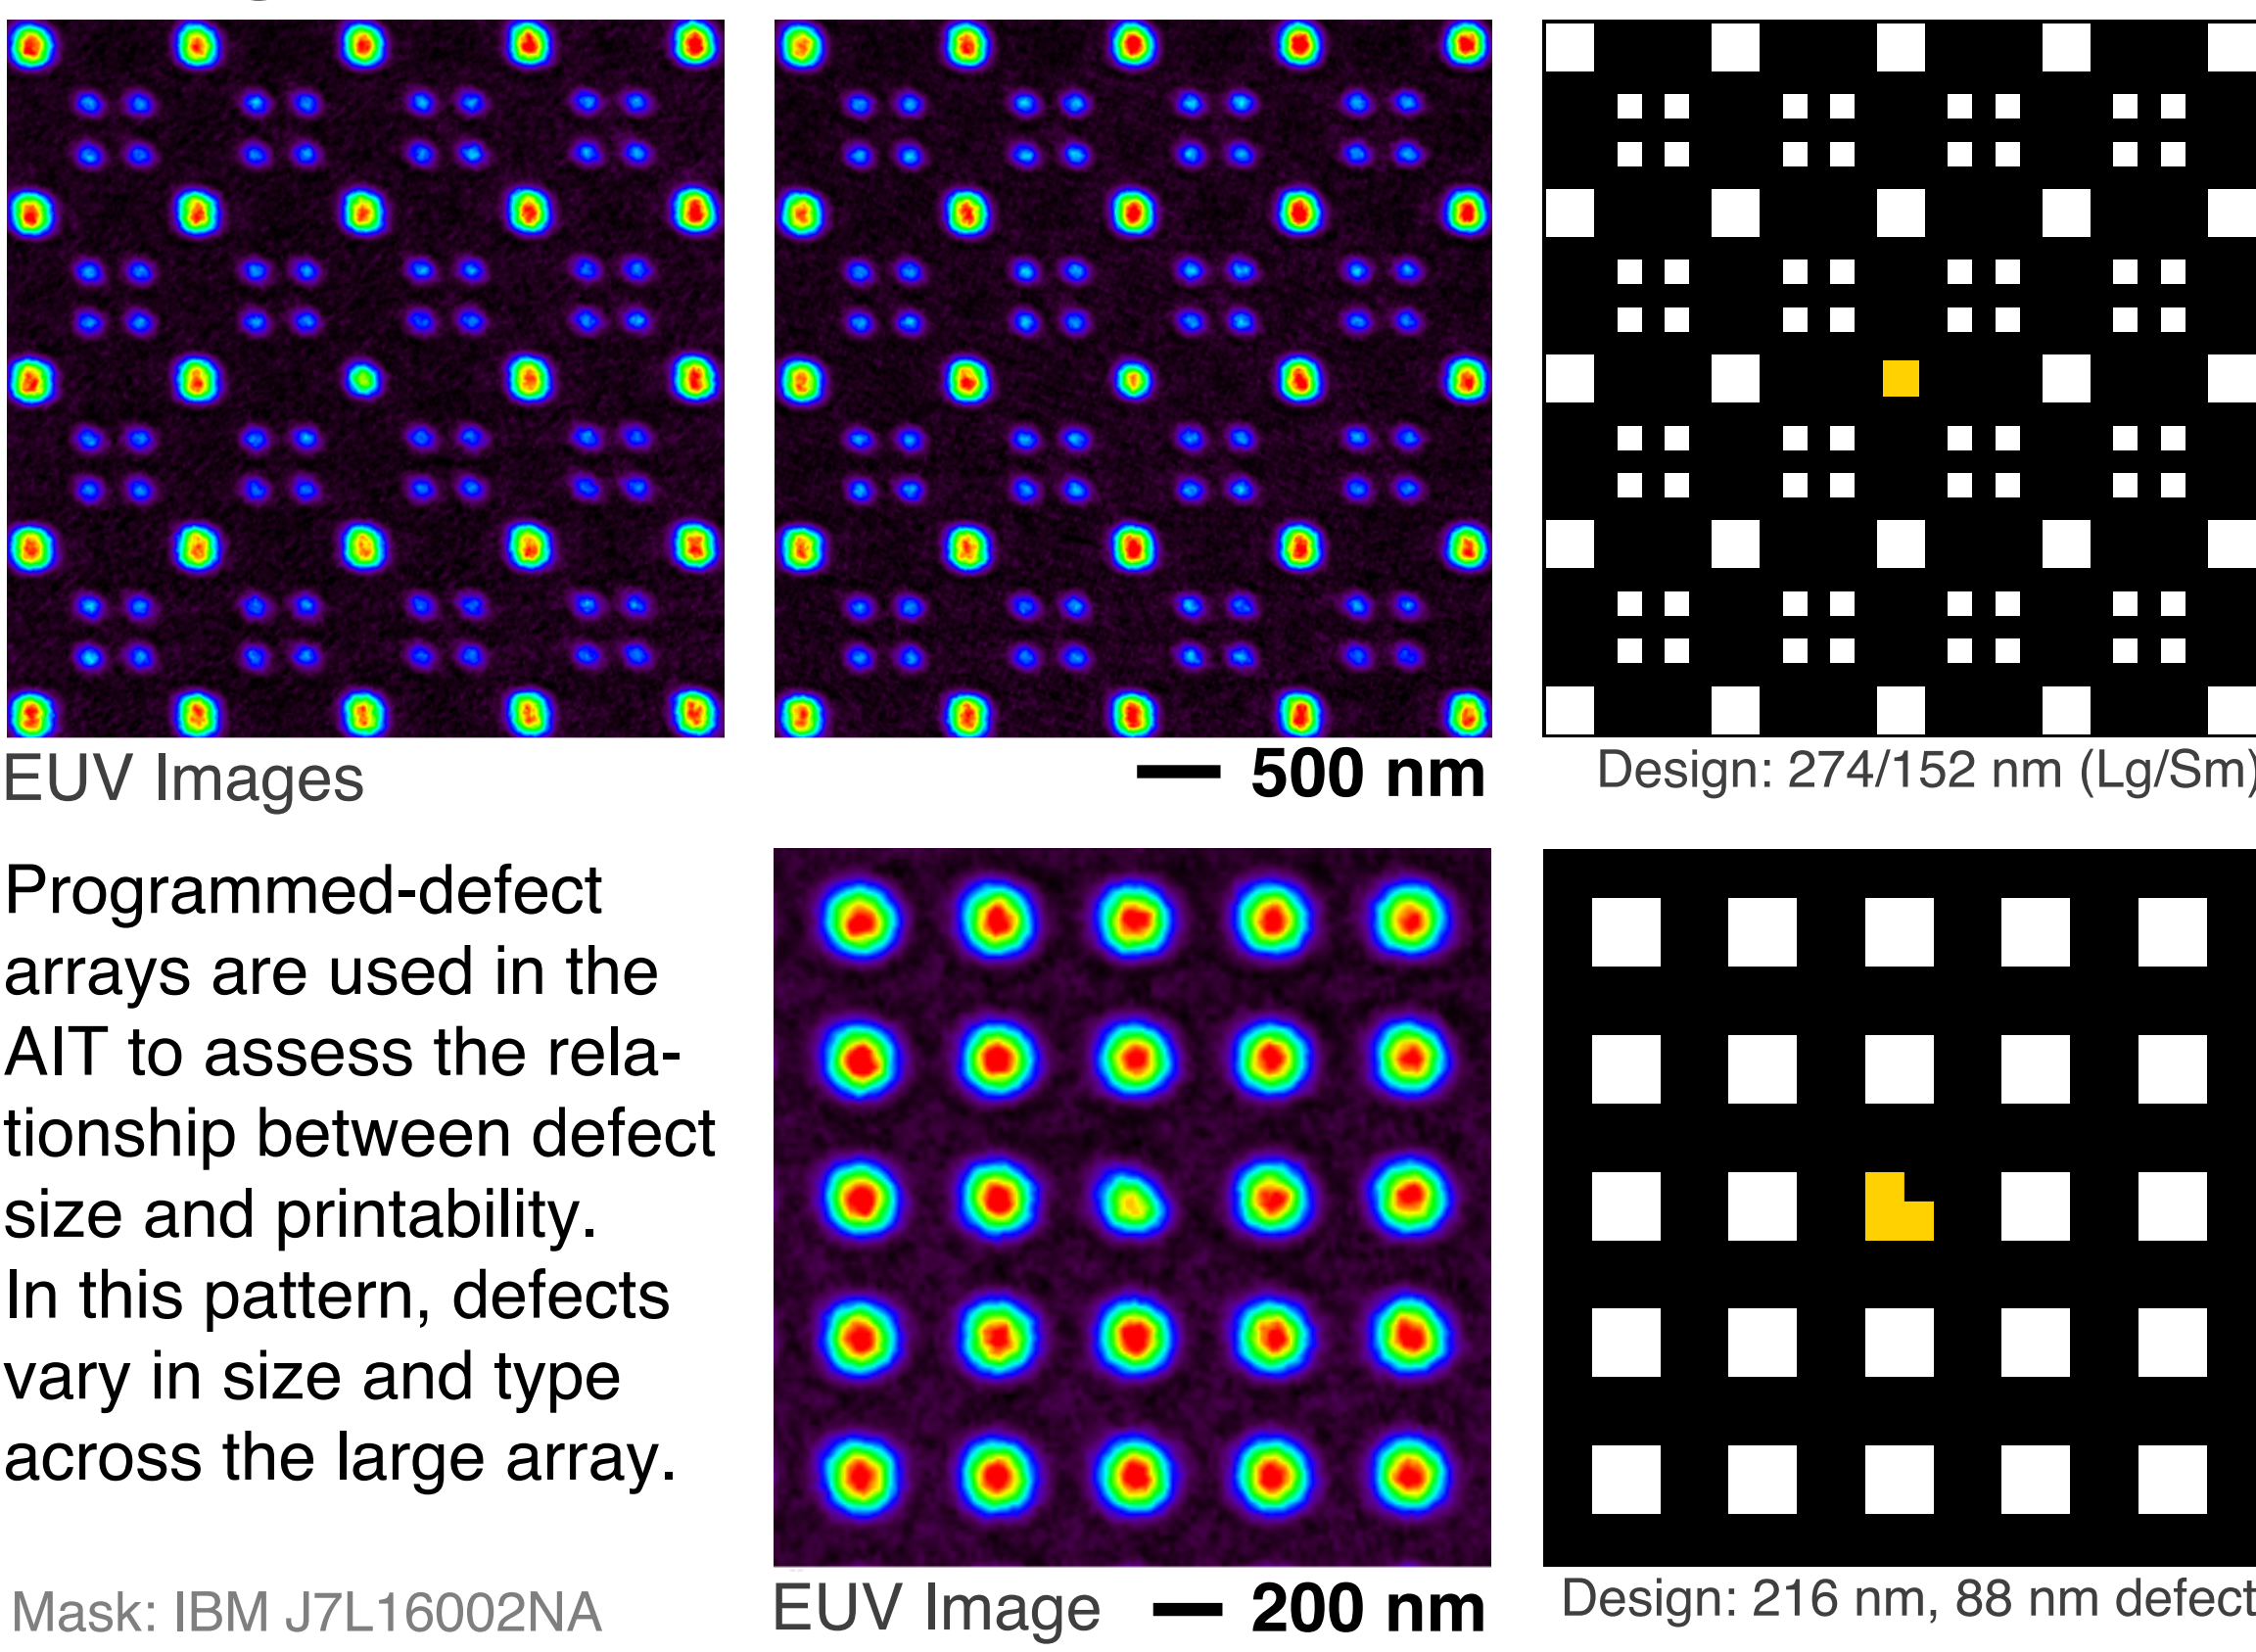 EUV Images
500 nm
Design: 274/152 nm (Lg/Sm)
Programmed-defect
arrays are used in the
AIT to assess the rela-
tionship between defect
size and printability.
In this pattern, defects
vary in size and type
across the large array.
Mask: IBM J7L16002NA
EUV Image
200 nm
Design: 216 nm, 88 nm defect